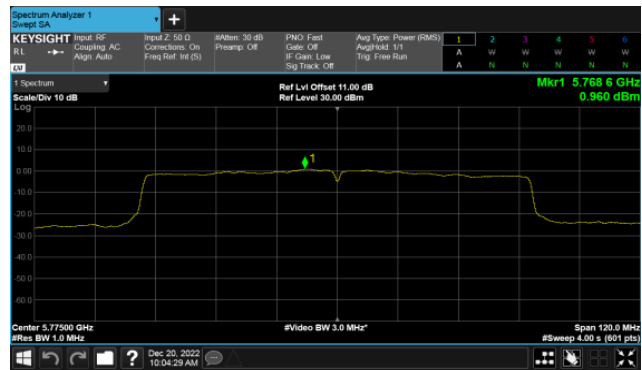 Spectrum Analyzer 1
Swept SA
+
KEYSIGHT Input: RF Input Z: 50 Ω #Atten: 30 dB PNO: Fast Avg Type: Power (RMS) 1 2 3 4 5 6
RL Coupling: AC Corrections: On Preamp: Off Gate: Off Avg|Hold: 1/1 A W W W W W
Align: Auto Freq Ref: Int (S) IF Gain: Low Trig: Free Run
Sig Track: Off A N N N N N
LXI
1 Spectrum Ref Lvl Offset 11.00 dB Mkr1 5.768 6 GHz
Scale/Div 10 dB Ref Level 30.00 dBm 0.960 dBm
Log
20.0
10.0
1
0.00
-10.0
-20.0
-30.0
-40.0
-50.0
-60.0
Center 5.77500 GHz #Video BW 3.0 MHz* Span 120.0 MHz
#Res BW 1.0 MHz #Sweep 4.00 s (601 pts)
? Dec 20, 2022
10:04:29 AM